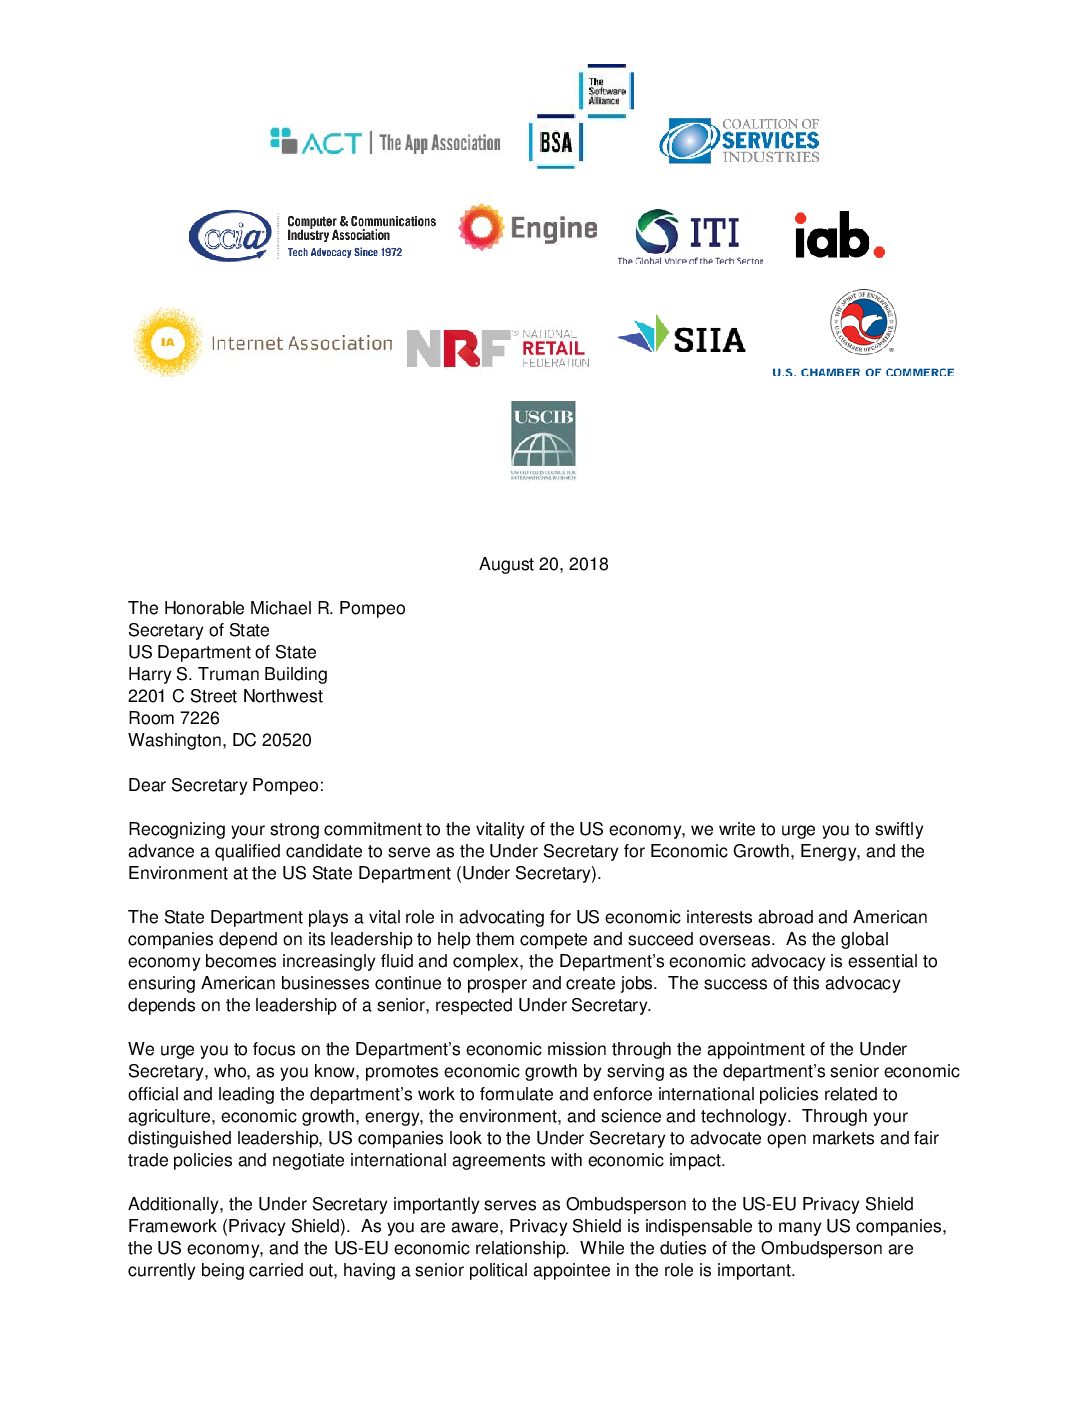 The
Software
Alliance
ACT | The App Association
BSA
COALITION OF
SERVICES
INDUSTRIES
ccia
Computer & Communications
Industry Association
Tech Advocacy Since 1972
Engine
ITI
The Global Voice of the Tech Sector
iab.
IA
Internet Association
NRF®
NATIONAL
RETAIL
FEDERATION
SIIA
THE SPIRIT OF ENTERPRISE
U.S. CHAMBER OF COMMERCE
®
U.S. CHAMBER OF COMMERCE
USCIB
UNITED STATES COUNCIL FOR
INTERNATIONAL BUSINESS
August 20, 2018
The Honorable Michael R. Pompeo
Secretary of State
US Department of State
Harry S. Truman Building
2201 C Street Northwest
Room 7226
Washington, DC 20520
Dear Secretary Pompeo:
Recognizing your strong commitment to the vitality of the US economy, we write to urge you to swiftly
advance a qualified candidate to serve as the Under Secretary for Economic Growth, Energy, and the
Environment at the US State Department (Under Secretary).
The State Department plays a vital role in advocating for US economic interests abroad and American
companies depend on its leadership to help them compete and succeed overseas.  As the global
economy becomes increasingly fluid and complex, the Department’s economic advocacy is essential to
ensuring American businesses continue to prosper and create jobs.  The success of this advocacy
depends on the leadership of a senior, respected Under Secretary.
We urge you to focus on the Department’s economic mission through the appointment of the Under
Secretary, who, as you know, promotes economic growth by serving as the department’s senior economic
official and leading the department’s work to formulate and enforce international policies related to
agriculture, economic growth, energy, the environment, and science and technology.  Through your
distinguished leadership, US companies look to the Under Secretary to advocate open markets and fair
trade policies and negotiate international agreements with economic impact.
Additionally, the Under Secretary importantly serves as Ombudsperson to the US-EU Privacy Shield
Framework (Privacy Shield).  As you are aware, Privacy Shield is indispensable to many US companies,
the US economy, and the US-EU economic relationship.  While the duties of the Ombudsperson are
currently being carried out, having a senior political appointee in the role is important.